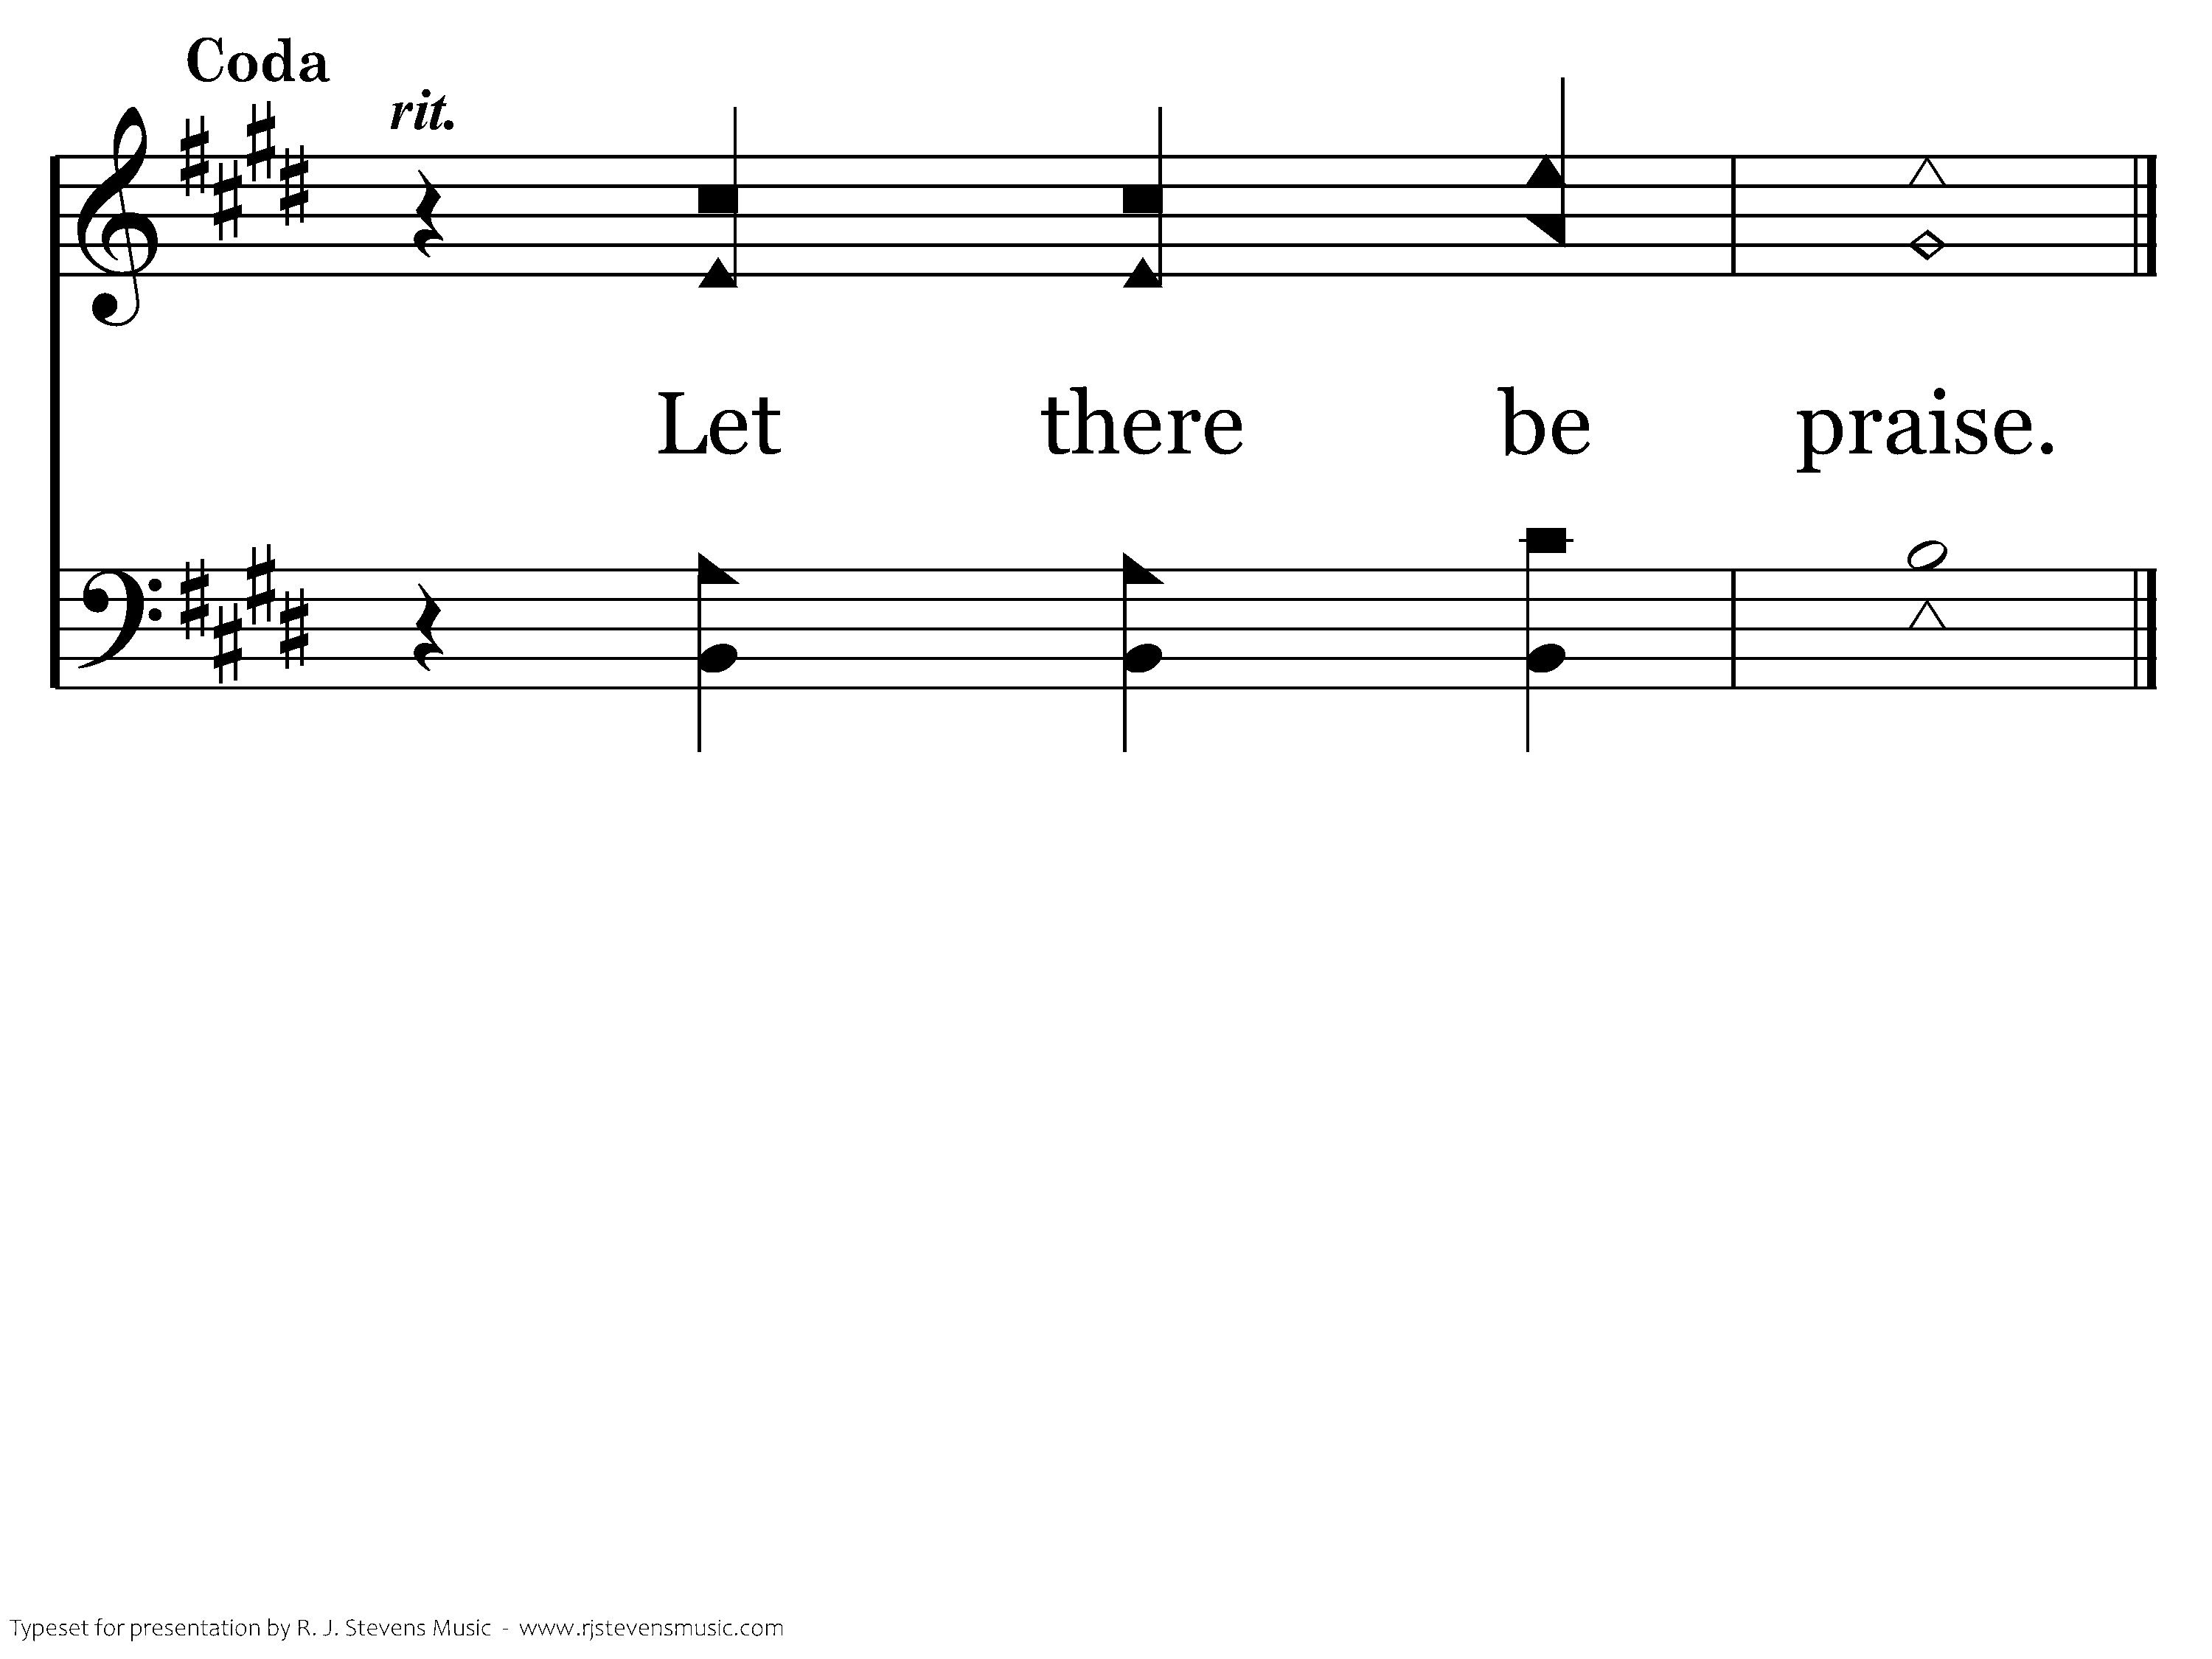 Coda
rit.
Let there be praise.
Typeset for presentation by R. J. Stevens Music - www.rjstevensmusic.com